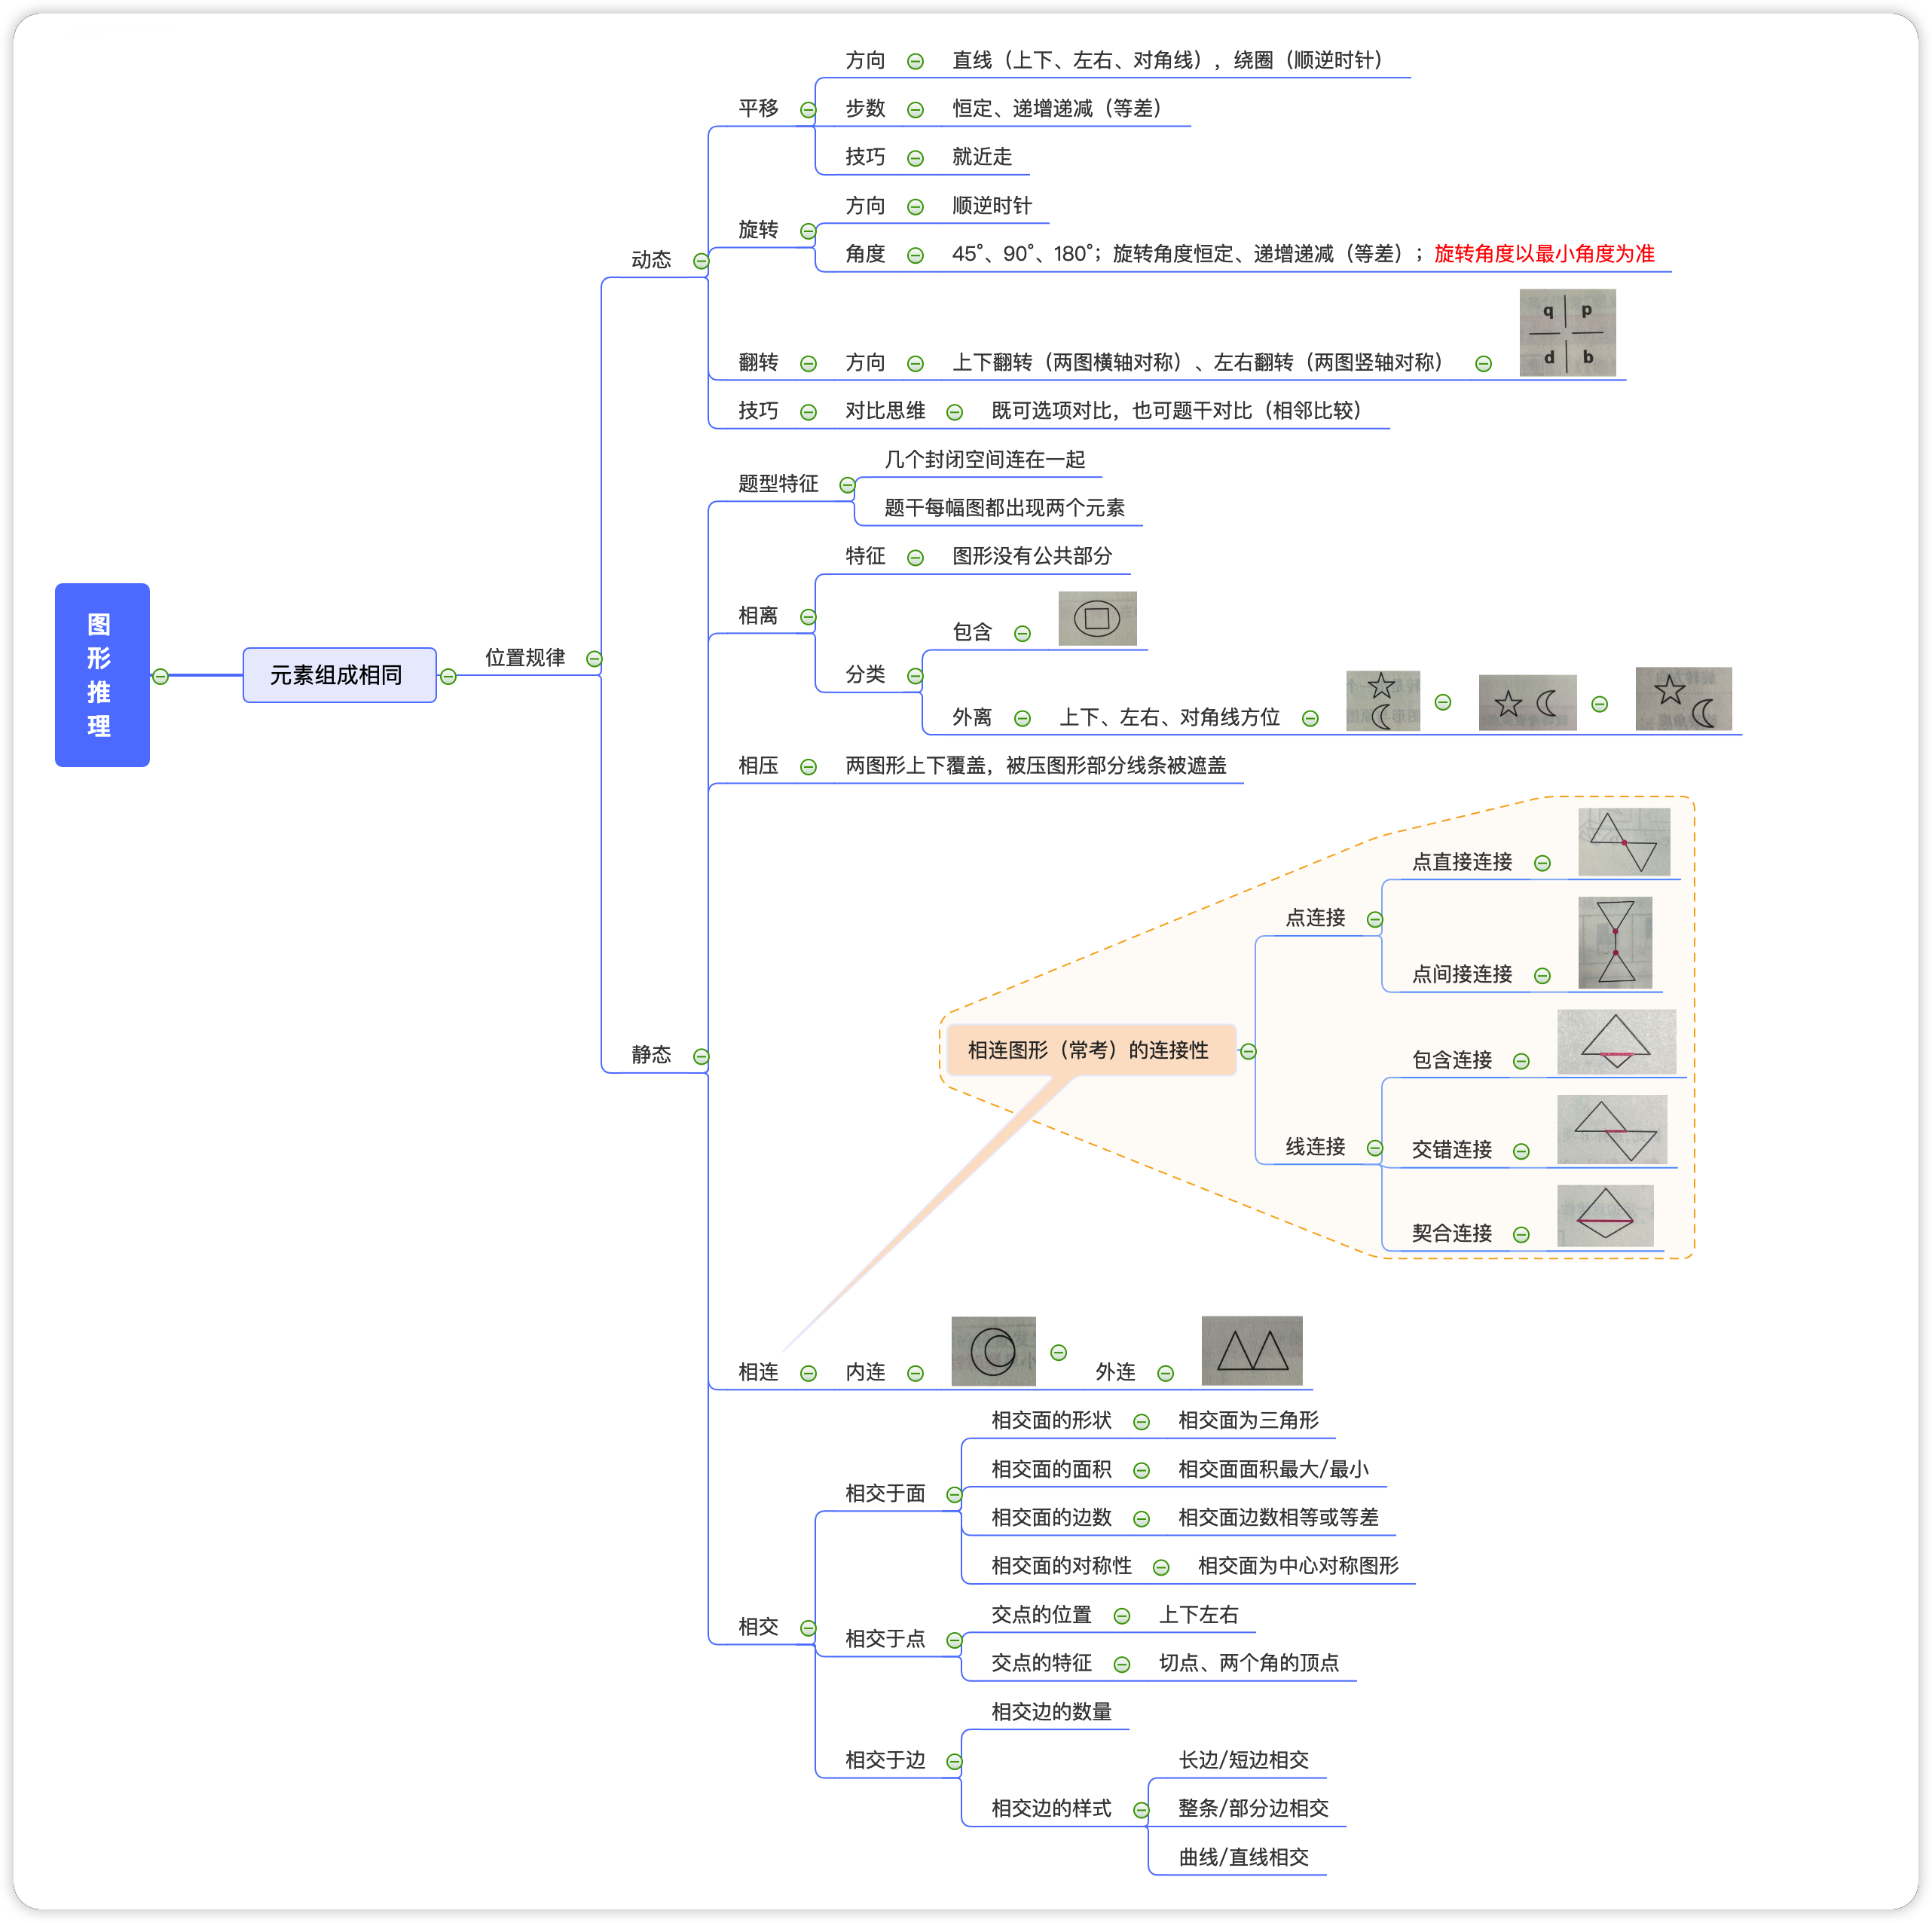 图形推理
元素组成相同
位置规律
动态
平移
方向
直线（上下、左右、对角线），绕圈（顺逆时针）
步数
恒定、递增递减（等差）
技巧
就近走
旋转
方向
顺逆时针
角度
45°、90°、180°；旋转角度恒定、递增递减（等差）；旋转角度以最小角度为准
翻转
方向
上下翻转（两图横轴对称）、左右翻转（两图竖轴对称）
q p
d b
技巧
对比思维
既可选项对比，也可题干对比（相邻比较）
静态
题型特征
几个封闭空间连在一起
题干每幅图都出现两个元素
相离
特征
图形没有公共部分
分类
包含
外离
上下、左右、对角线方位
相压
两图形上下覆盖，被压图形部分线条被遮盖
相连图形（常考）的连接性
点连接
点直接连接
点间接连接
线连接
包含连接
交错连接
契合连接
相连
内连
外连
相交
相交于面
相交面的形状
相交面为三角形
相交面的面积
相交面面积最大/最小
相交面的边数
相交面边数相等或等差
相交面的对称性
相交面为中心对称图形
相交于点
交点的位置
上下左右
交点的特征
切点、两个角的顶点
相交于边
相交边的数量
相交边的样式
长边/短边相交
整条/部分边相交
曲线/直线相交